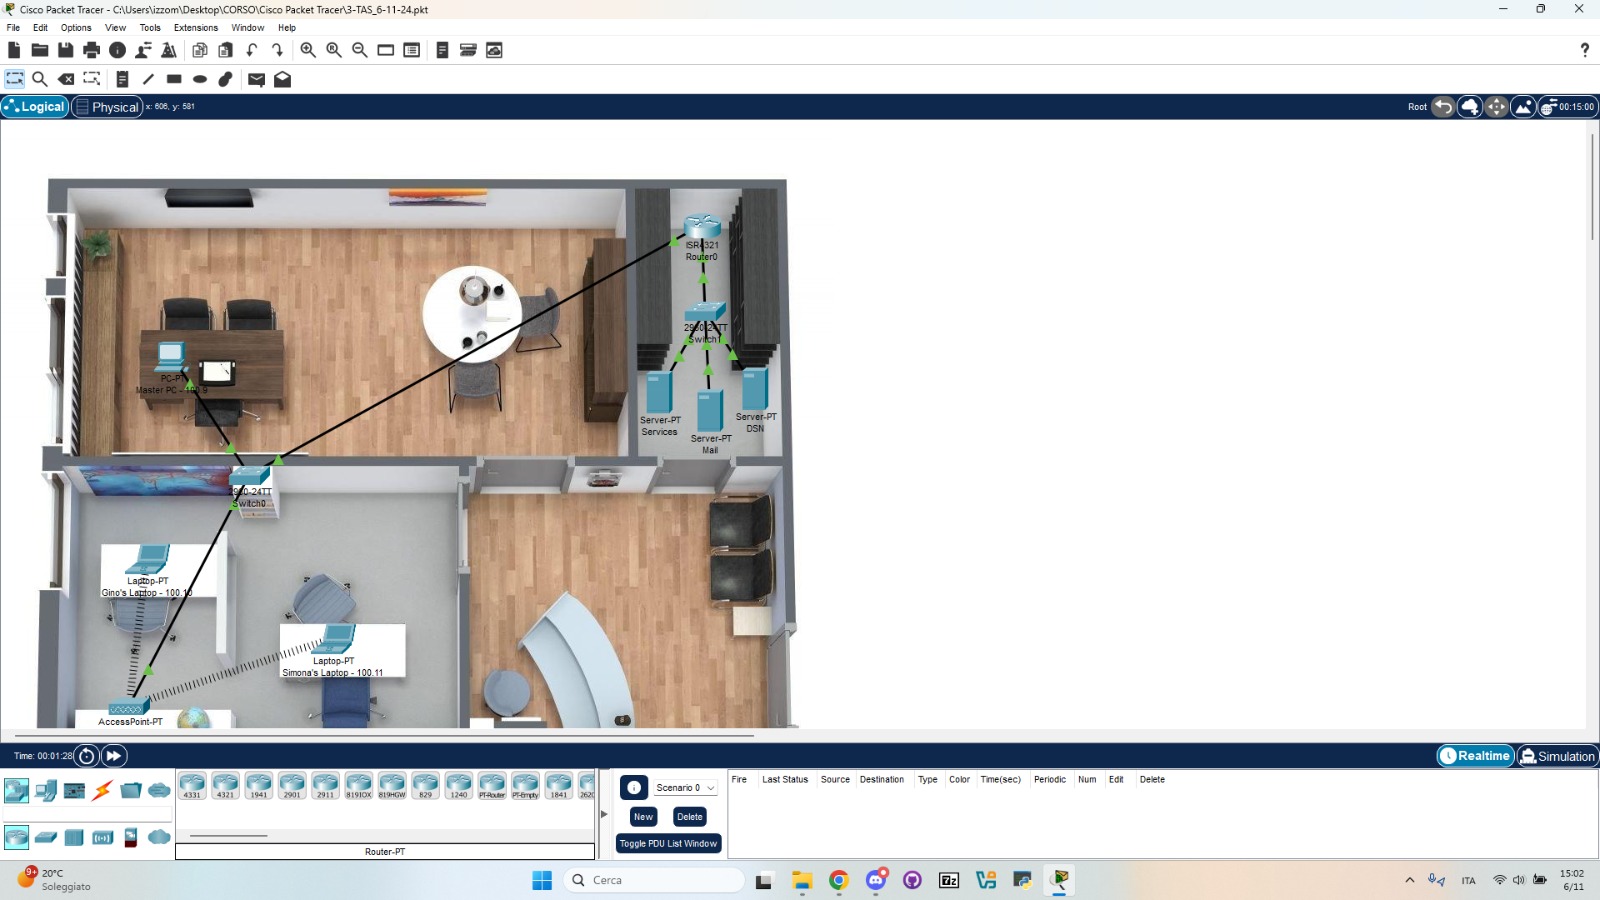 Cisco Packet Tracer - C:\Users\izzom\Desktop\CORSO\Cisco Packet Tracer\3-TAS_6-11-24.pkt
File Edit Options View Tools Extensions Window Help
Logical Physical x: 606, y: 581 Root 00:15:00
ISR4321
Router0
2960-24TT
Switch1
PC-PT
Master PC - 100.9
Server-PT
Services
Server-PT
Mail
Server-PT
DSN
2960-24TT
Switch0
Laptop-PT
Gino's Laptop - 100.10
Laptop-PT
Simona's Laptop - 100.11
AccessPoint-PT
Time: 00:01:28 Realtime Simulation
4331 4321 1941 2901 2911 819IOX 819HGW 829 1240 PT-Router PT-Empty 1841 2620
Router-PT
Scenario 0
New Delete
Toggle PDU List Window
Fire Last Status Source Destination Type Color Time(sec) Periodic Num Edit Delete
9+
20°C
Soleggiato
Cerca
7z
ITA
15:02
6/11